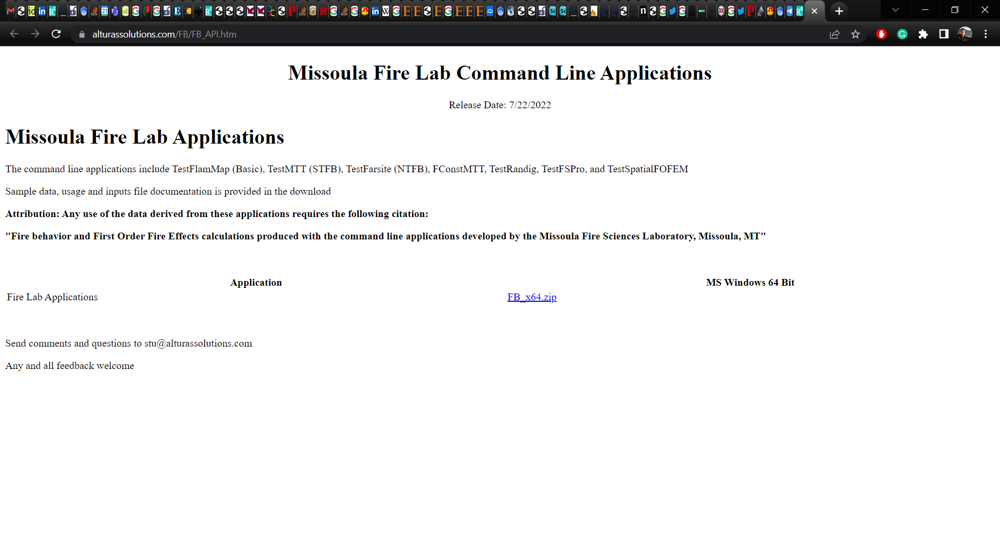 alturassolutions.com/FB/FB_API.htm
Missoula Fire Lab Command Line Applications
Release Date: 7/22/2022
Missoula Fire Lab Applications
The command line applications include TestFlamMap (Basic), TestMTT (STFB), TestFarsite (NTFB), FConstMTT, TestRandig, TestFSPro, and TestSpatialFOFEM
Sample data, usage and inputs file documentation is provided in the download
Attribution: Any use of the data derived from these applications requires the following citation:
"Fire behavior and First Order Fire Effects calculations produced with the command line applications developed by the Missoula Fire Sciences Laboratory, Missoula, MT"
Application MS Windows 64 Bit
Fire Lab Applications FB_x64.zip
Send comments and questions to stu@alturassolutions.com
Any and all feedback welcome